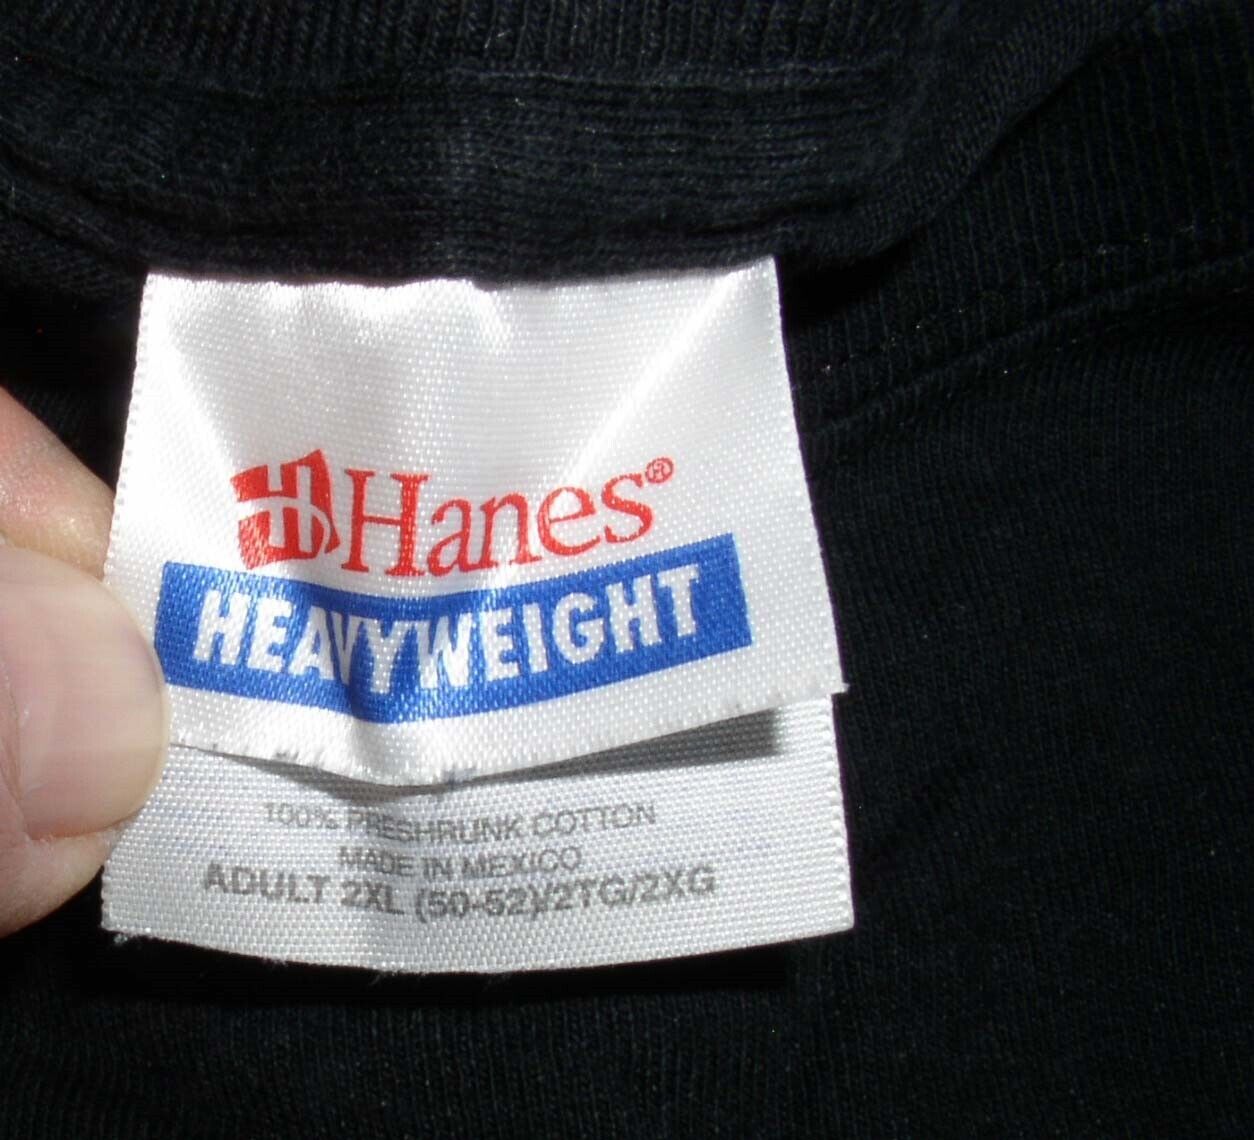 Hanes®
HEAVYWEIGHT
100% PRESHRUNK COTTON
MADE IN MEXICO
ADULT 2XL (50-52)/2TG/2XG